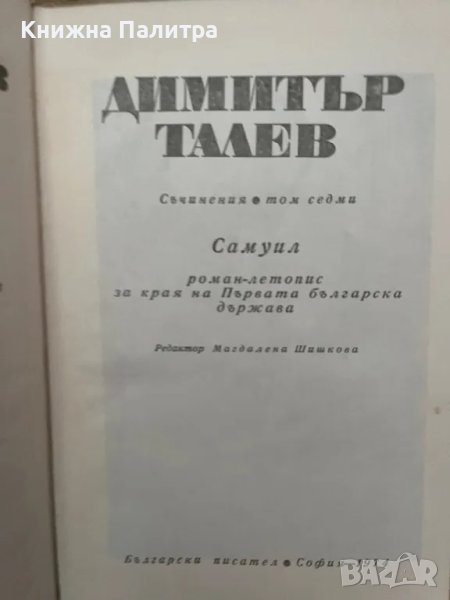 Книжна Палитра
ДИМИТЪР
ТАЛЕВ
Съчинения • том седми
Самуил
роман-летопис
за края на Първата българска
държава
Редактор Магдалена Шишкова
Български писател • София
BAZAR